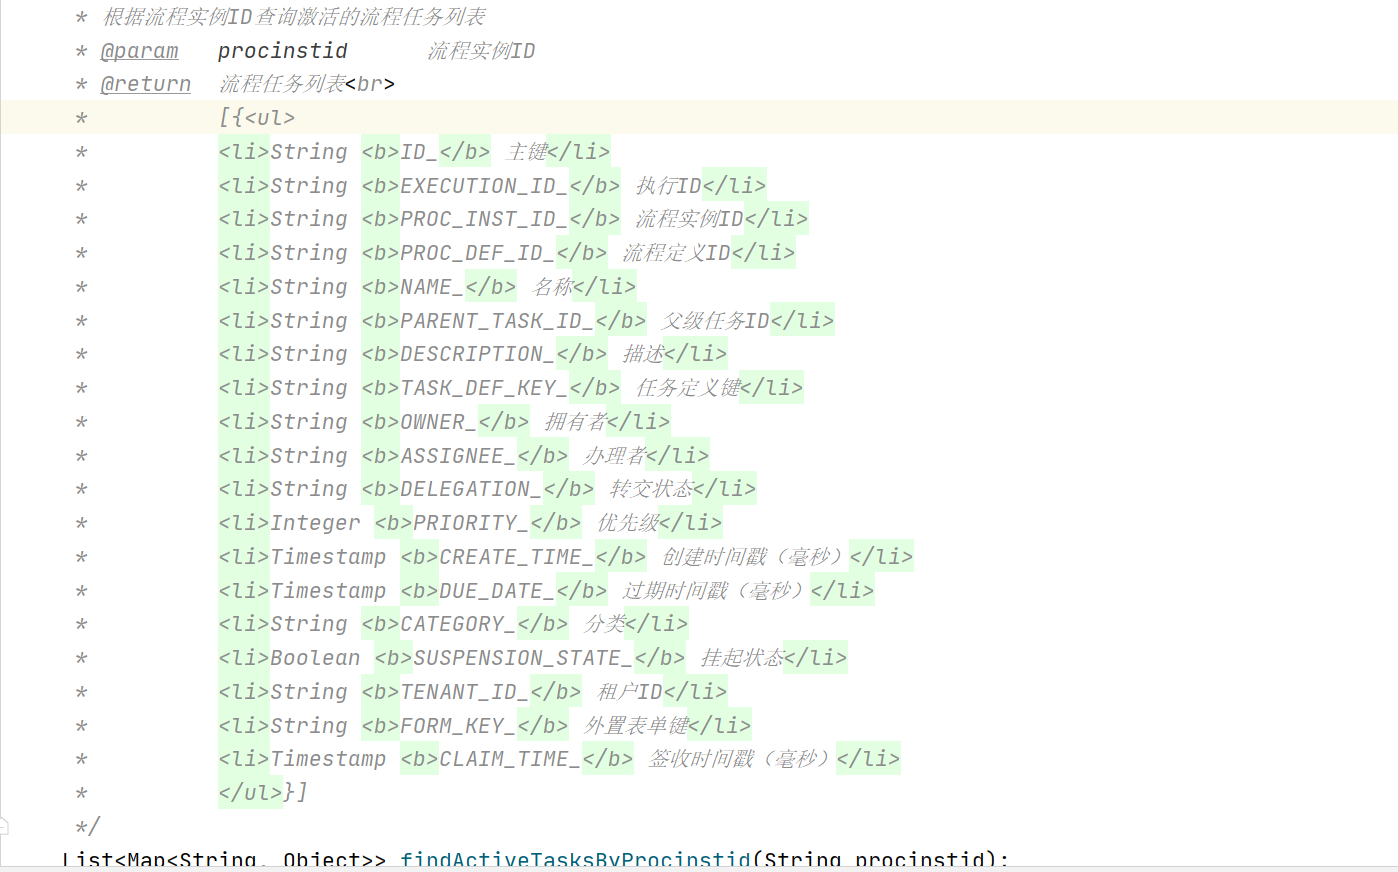 * 根据流程实例ID查询激活的流程任务列表
* @param procinstid 流程实例ID
* @return 流程任务列表<br>
* [{<ul>
* <li>String <b>ID_</b> 主键</li>
* <li>String <b>EXECUTION_ID_</b> 执行ID</li>
* <li>String <b>PROC_INST_ID_</b> 流程实例ID</li>
* <li>String <b>PROC_DEF_ID_</b> 流程定义ID</li>
* <li>String <b>NAME_</b> 名称</li>
* <li>String <b>PARENT_TASK_ID_</b> 父级任务ID</li>
* <li>String <b>DESCRIPTION_</b> 描述</li>
* <li>String <b>TASK_DEF_KEY_</b> 任务定义键</li>
* <li>String <b>OWNER_</b> 拥有者</li>
* <li>String <b>ASSIGNEE_</b> 办理者</li>
* <li>String <b>DELEGATION_</b> 转交状态</li>
* <li>Integer <b>PRIORITY_</b> 优先级</li>
* <li>Timestamp <b>CREATE_TIME_</b> 创建时间戳（毫秒）</li>
* <li>Timestamp <b>DUE_DATE_</b> 过期时间戳（毫秒）</li>
* <li>String <b>CATEGORY_</b> 分类</li>
* <li>Boolean <b>SUSPENSION_STATE_</b> 挂起状态</li>
* <li>String <b>TENANT_ID_</b> 租户ID</li>
* <li>String <b>FORM_KEY_</b> 外置表单键</li>
* <li>Timestamp <b>CLAIM_TIME_</b> 签收时间戳（毫秒）</li>
* </ul>}]
*/
List<Map<String, Object>> findActiveTasksByProcinstid(String procinstid);